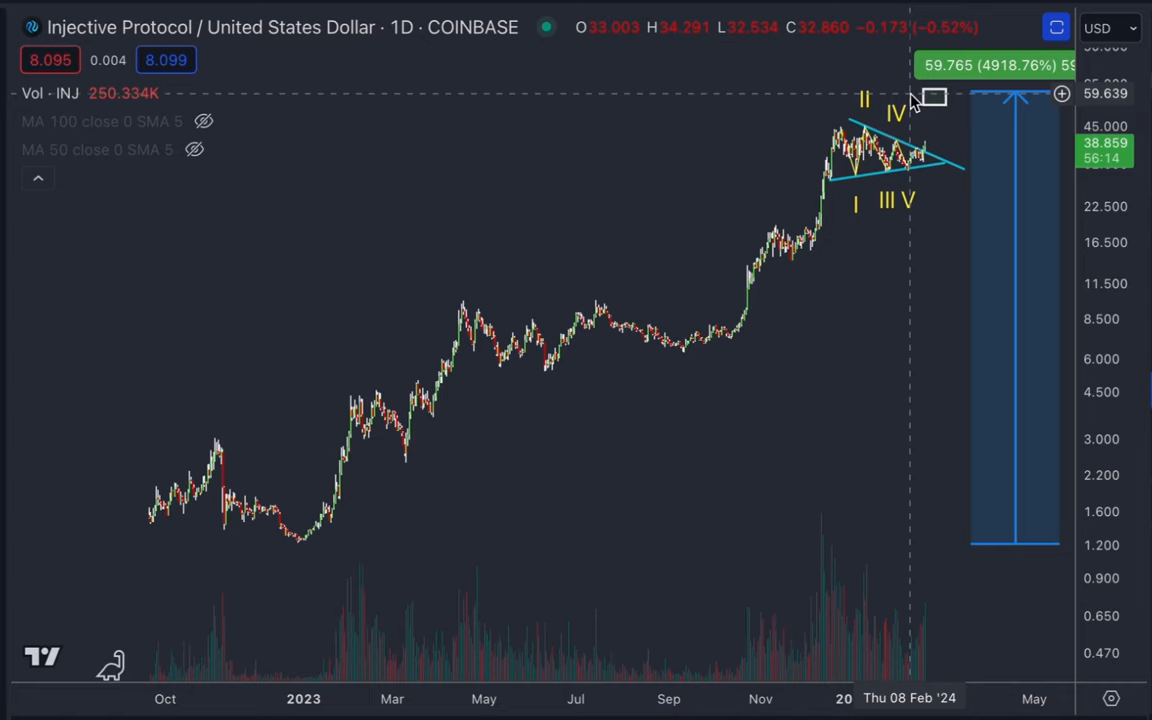 Injective Protocol / United States Dollar · 1D · COINBASE O33.003 H34.291 L32.534 C32.860 −0.173 (−0.52%) USD
8.095 0.004 8.099
59.765 (4918.76%) 59
Vol · INJ 250.334K
59.639
MA 100 close 0 SMA 5
MA 50 close 0 SMA 5
II
IV
45.000
38.859
56:14
I
III V
22.500
16.500
11.500
8.500
6.000
4.500
3.000
2.200
1.600
1.200
0.900
0.650
0.470
Oct 2023 Mar May Jul Sep Nov 20 Thu 08 Feb '24 May